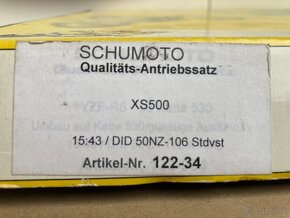 SCHUMOTO
Qualitäts-Antriebssatz
XS500
15:43 / DID 50NZ-106 Stdvst
Artikel-Nr. 122-34